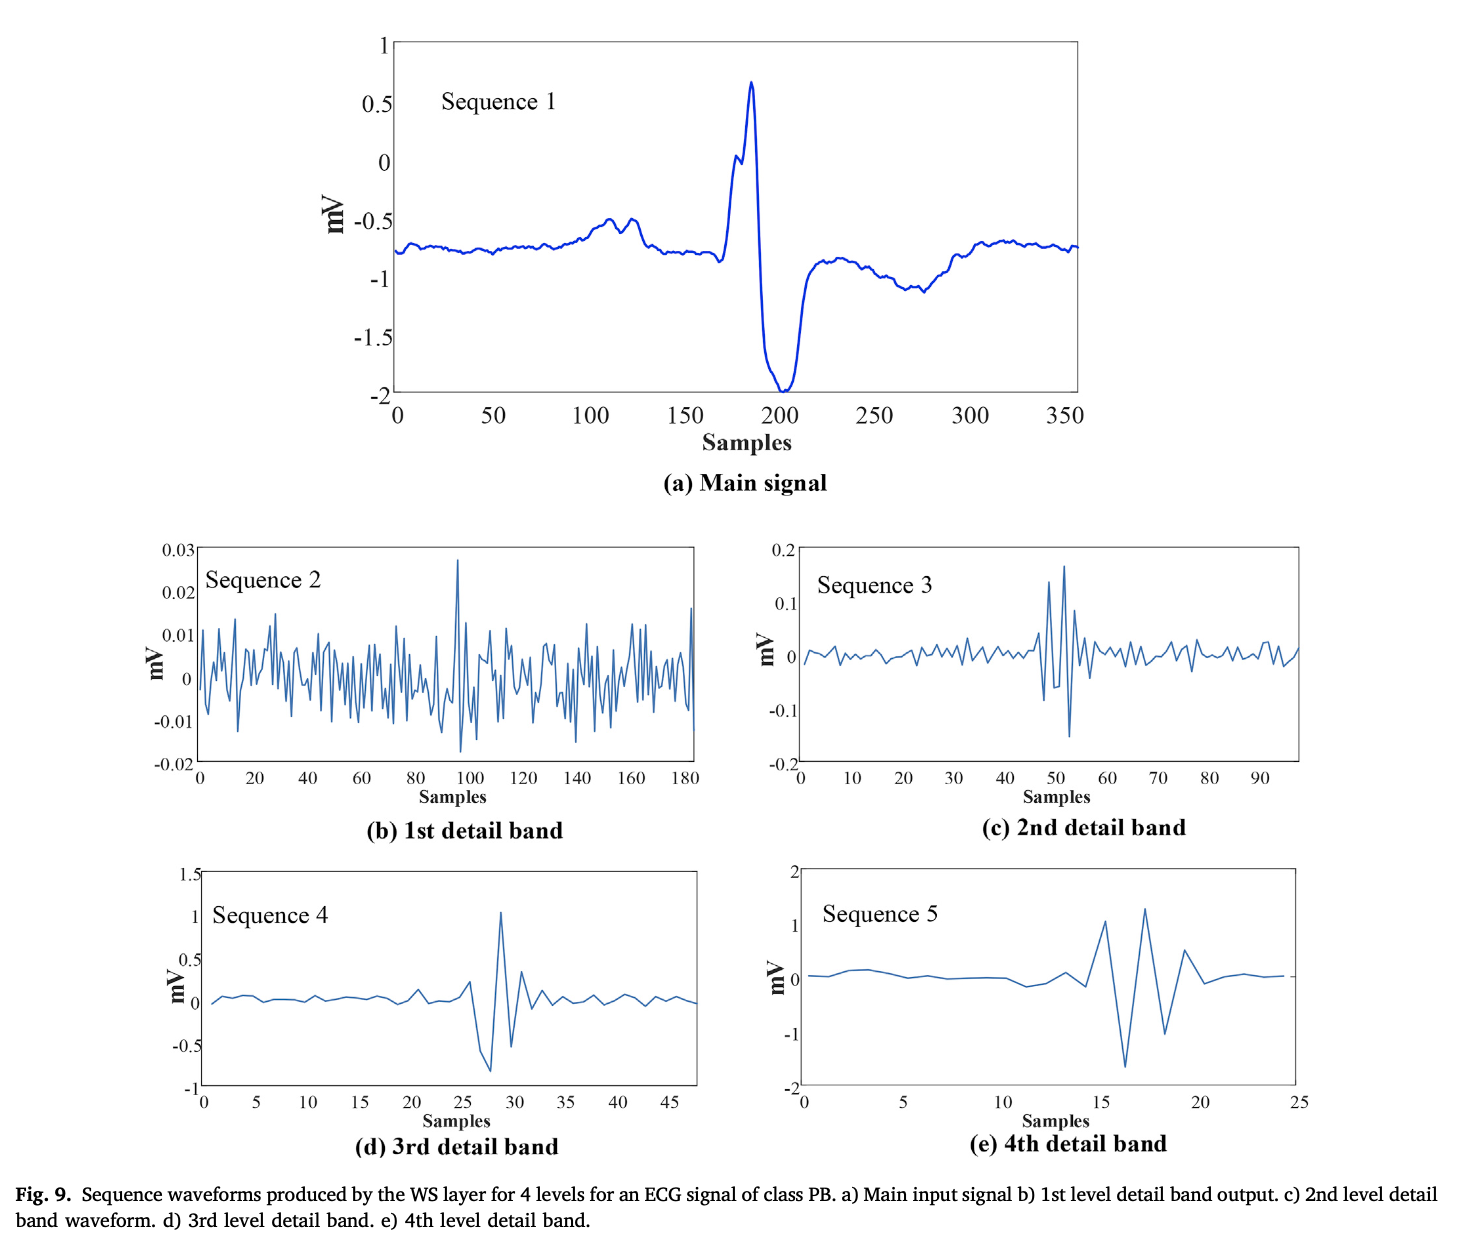 1
0.5
0
-0.5
-1
-1.5
-2
mV
Sequence 1
0 50 100 150 200 250 300 350
Samples
(a) Main signal
0.03
0.02
0.01
0
-0.01
-0.02
mV
Sequence 2
0 20 40 60 80 100 120 140 160 180
Samples
(b) 1st detail band
0.2
0.1
0
-0.1
-0.2
mV
Sequence 3
0 10 20 30 40 50 60 70 80 90
Samples
(c) 2nd detail band
1.5
1
0.5
0
-0.5
-1
mV
Sequence 4
0 5 10 15 20 25 30 35 40 45
Samples
(d) 3rd detail band
2
1
0
-1
-2
mV
Sequence 5
0 5 10 15 20 25
Samples
(e) 4th detail band
Fig. 9. Sequence waveforms produced by the WS layer for 4 levels for an ECG signal of class PB. a) Main input signal b) 1st level detail band output. c) 2nd level detail
band waveform. d) 3rd level detail band. e) 4th level detail band.